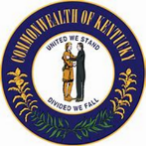 COMMONWEALTH OF KENTUCKY
UNITED WE STAND
DIVIDED WE FALL